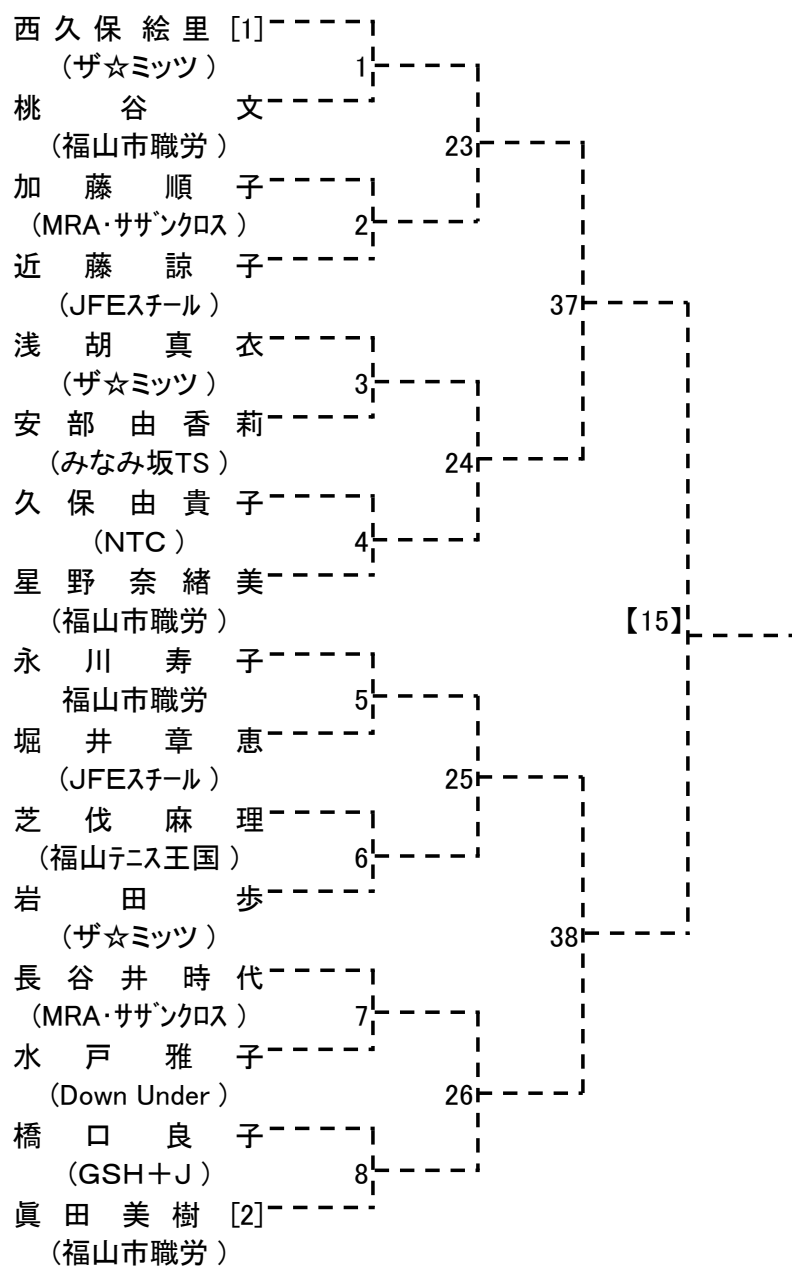 西久保絵里 [1]
(ザ☆ミッツ)
1
桃谷文
(福山市職労)
23
加藤順子
(MRA・サザンクロス)
2
近藤諒子
(JFEスチール)
37
浅胡真衣
(ザ☆ミッツ)
3
安部由香莉
(みなみ坂TS)
24
久保由貴子
(NTC)
4
星野奈緒美
(福山市職労)
【15】
永川寿子
福山市職労
5
堀井章恵
(JFEスチール)
25
芝伐麻理
(福山テニス王国)
6
岩田歩
(ザ☆ミッツ)
38
長谷井時代
(MRA・サザンクロス)
7
水戸雅子
(Down Under)
26
橋口良子
(GSH+J)
8
眞田美樹 [2]
(福山市職労)